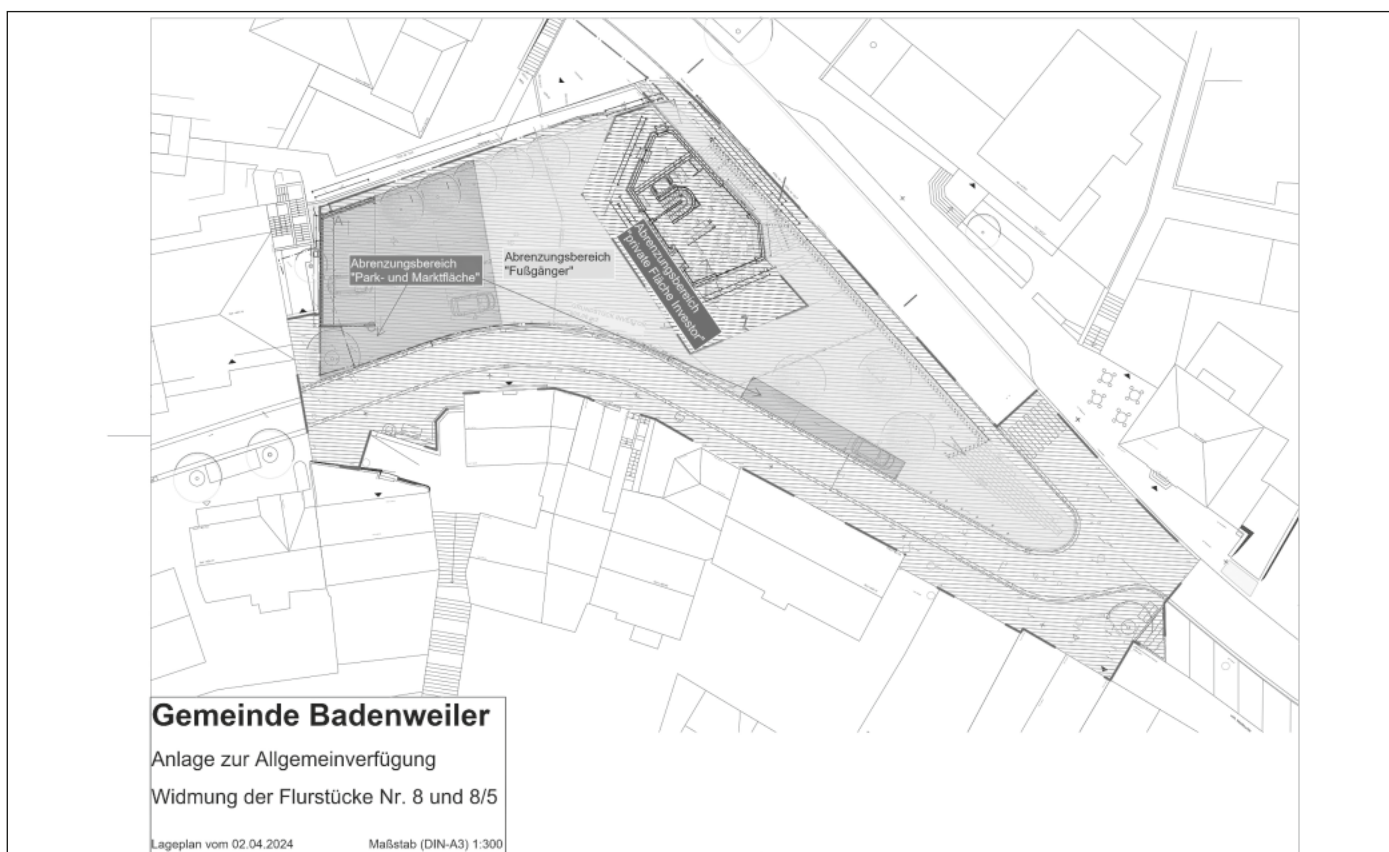 Abrenzungsbereich
"Park- und Marktfläche"
Abrenzungsbereich
"Fußgänger"
Abrenzungsbereich
"private Fläche Investor"
Gemeinde Badenweiler
Anlage zur Allgemeinverfügung
Widmung der Flurstücke Nr. 8 und 8/5
Lageplan vom 02.04.2024 Maßstab (DIN-A3) 1:300